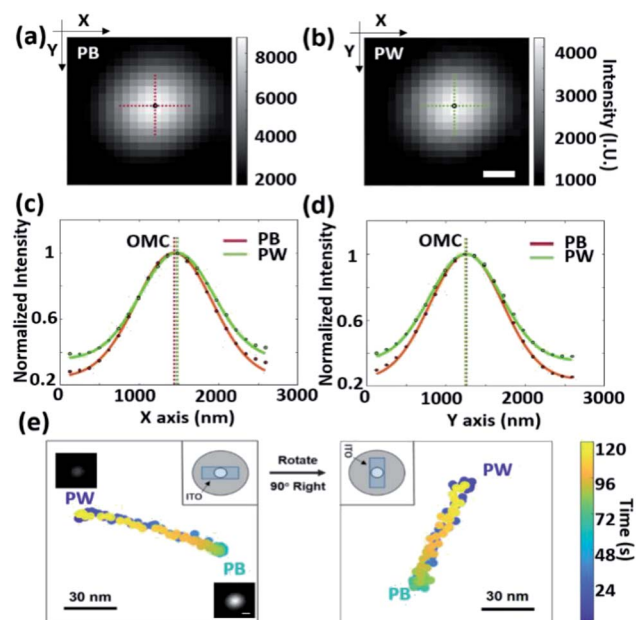 X
(a)
Y
PB
8000
6000
4000
2000
X
(b)
Y
PW
4000
3000
2000
1000
Intensity (I.U.)
(c)
Normalized Intensity
1
0.6
0.2
OMC
PB
PW
0
1000
2000
3000
X axis (nm)
(d)
Normalized Intensity
1
0.6
0.2
OMC
PB
PW
0
1000
2000
3000
Y axis (nm)
(e)
PW
PB
30 nm
ITO
Rotate
90° Right
ITO
PW
PB
30 nm
120
96
72
48
24
Time (s)